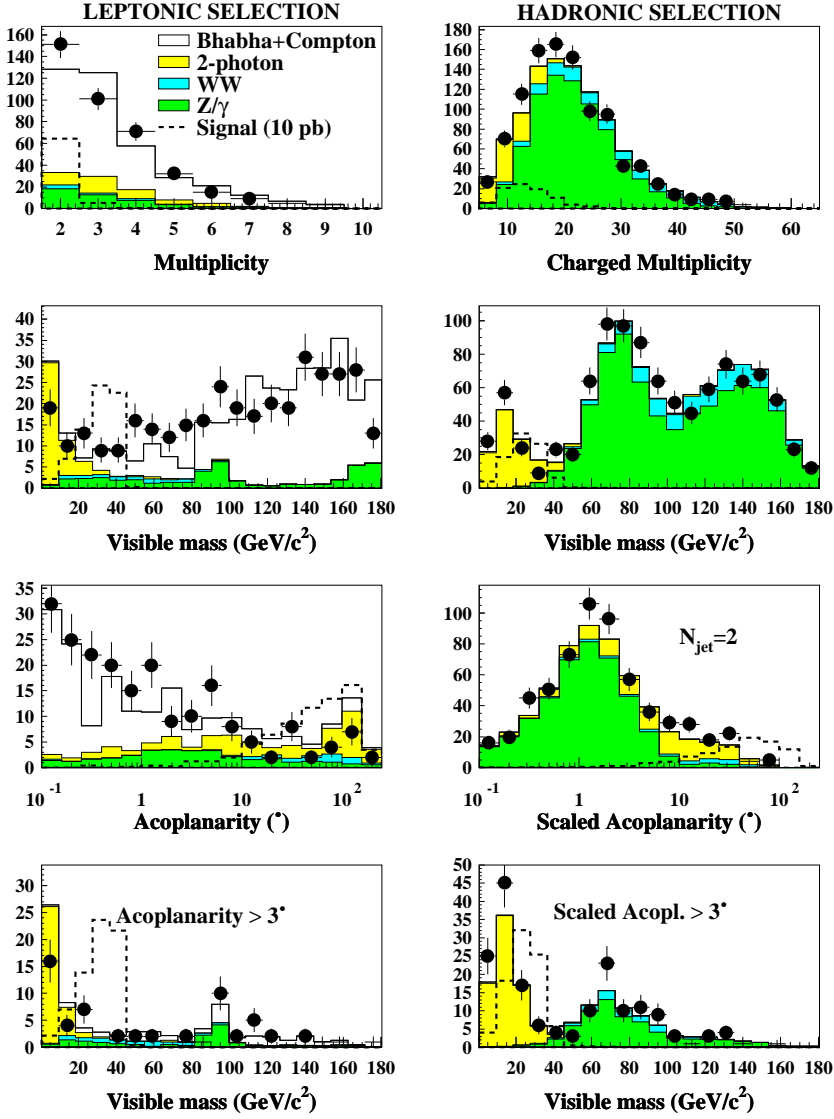 LEPTONIC SELECTION
HADRONIC SELECTION
160
140
120
100
80
60
40
20
0
Bhabha+Compton
2-photon
WW
Z/γ
Signal (10 pb)
2 3 4 5 6 7 8 9 10
Multiplicity
180
160
140
120
100
80
60
40
20
0
10 20 30 40 50 60
Charged Multiplicity
40
35
30
25
20
15
10
5
0
20 40 60 80 100 120 140 160 180
Visible mass (GeV/c²)
100
80
60
40
20
0
20 40 60 80 100 120 140 160 180
Visible mass (GeV/c²)
35
30
25
20
15
10
5
0
10⁻¹ 1 10 10²
Acoplanarity (°)
100
80
60
40
20
0
N_jet=2
10⁻¹ 1 10 10²
Scaled Acoplanarity (°)
30
25
20
15
10
5
0
Acoplanarity > 3°
20 40 60 80 100 120 140 160 180
Visible mass (GeV/c²)
50
45
40
35
30
25
20
15
10
5
0
Scaled Acopl. > 3°
20 40 60 80 100 120 140 160 180
Visible mass (GeV/c²)